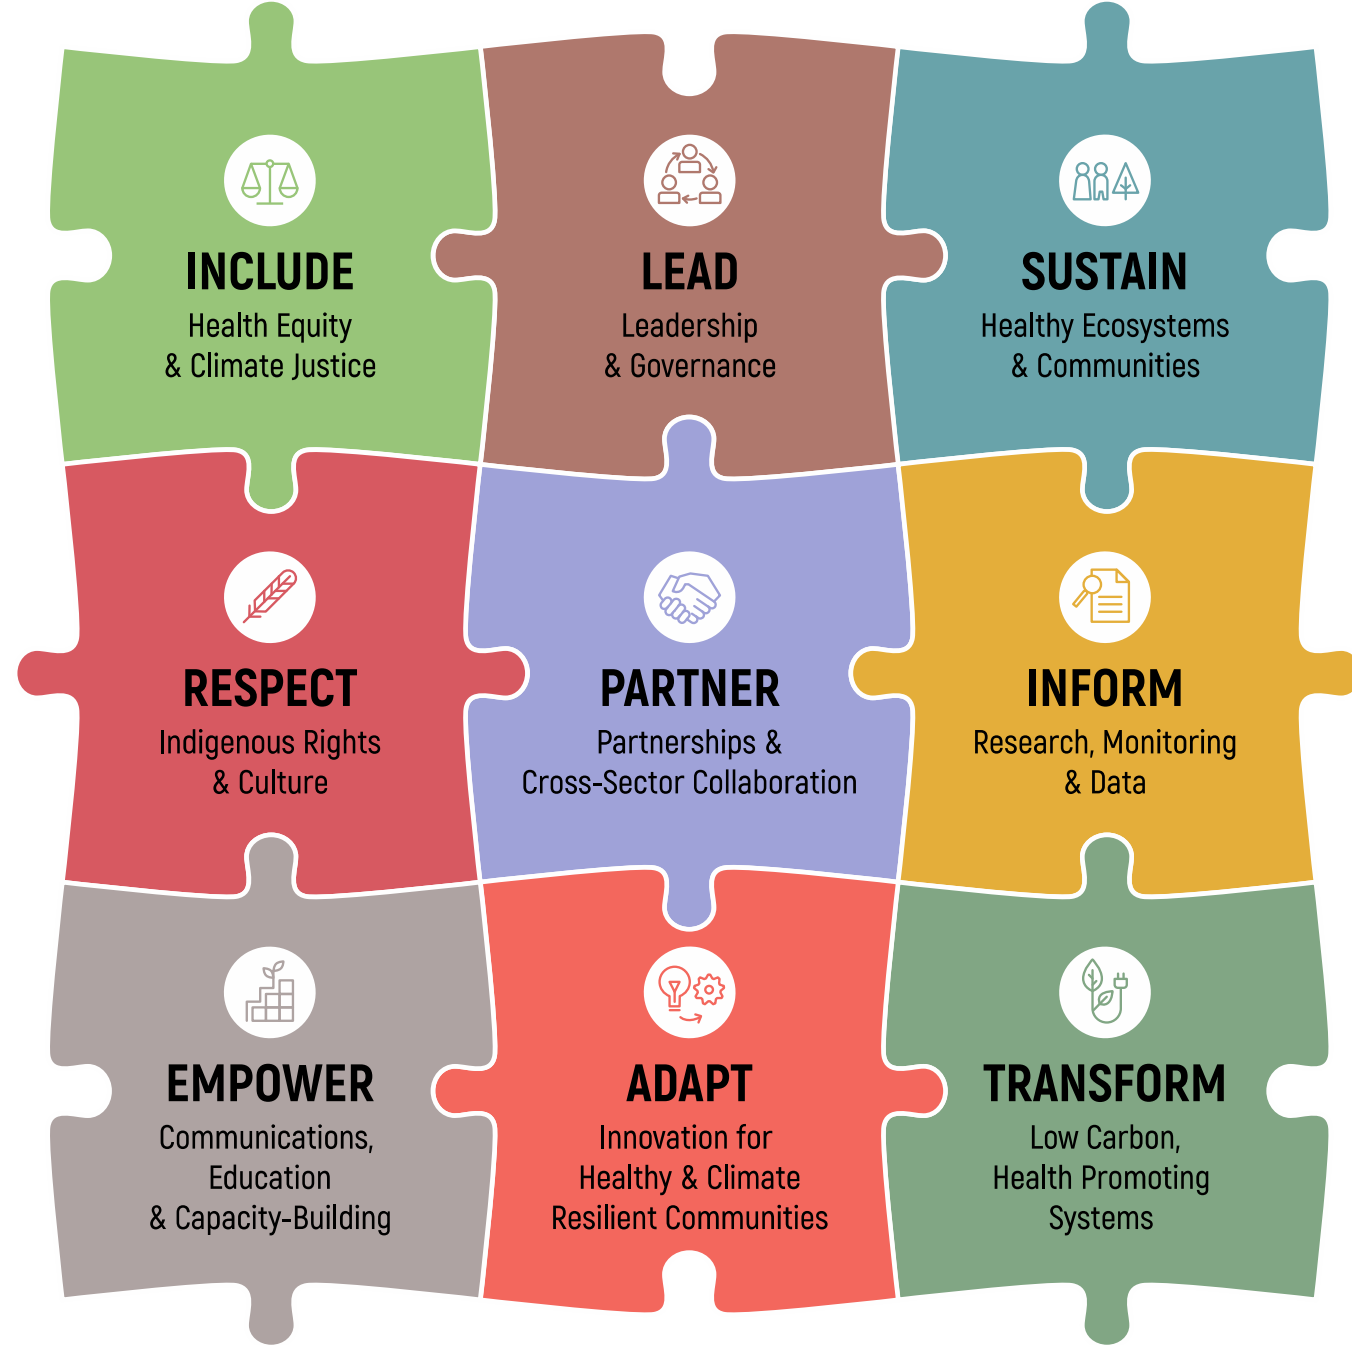 INCLUDE
Health Equity
& Climate Justice
LEAD
Leadership
& Governance
SUSTAIN
Healthy Ecosystems
& Communities
RESPECT
Indigenous Rights
& Culture
PARTNER
Partnerships &
Cross-Sector Collaboration
INFORM
Research, Monitoring
& Data
EMPOWER
Communications,
Education
& Capacity-Building
ADAPT
Innovation for
Healthy & Climate
Resilient Communities
TRANSFORM
Low Carbon,
Health Promoting
Systems